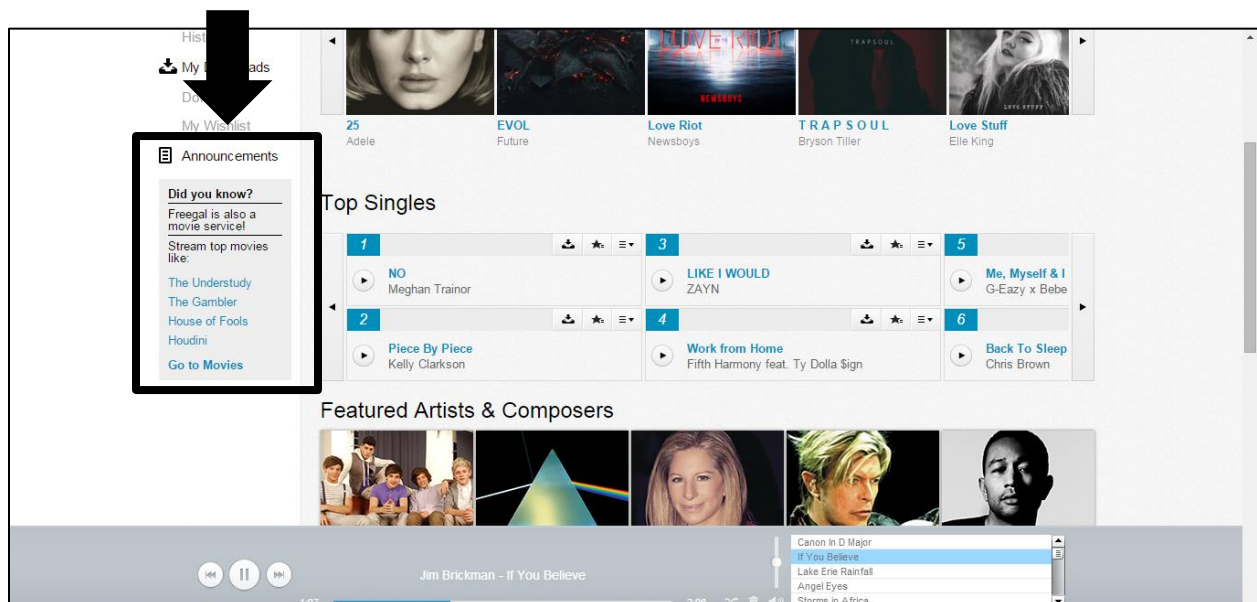 My
ads
My Wishlist
Announcements
Did you know?
Freegal is also a
movie service!
Stream top movies
like:
The Understudy
The Gambler
House of Fools
Houdini
Go to Movies
LOVE RIOT
NEWSBOYS
TRAPSOUL
LOVE STUFF
25
Adele
EVOL
Future
Love Riot
Newsboys
T R A P S O U L
Bryson Tiller
Love Stuff
Elle King
Top Singles
1
NO
Meghan Trainor
2
Piece By Piece
Kelly Clarkson
3
LIKE I WOULD
ZAYN
4
Work from Home
Fifth Harmony feat. Ty Dolla $ign
5
Me, Myself & I
G-Eazy x Bebe
6
Back To Sleep
Chris Brown
Featured Artists & Composers
Jim Brickman - If You Believe
Canon In D Major
If You Believe
Lake Erie Rainfall
Angel Eyes
Storms in Africa